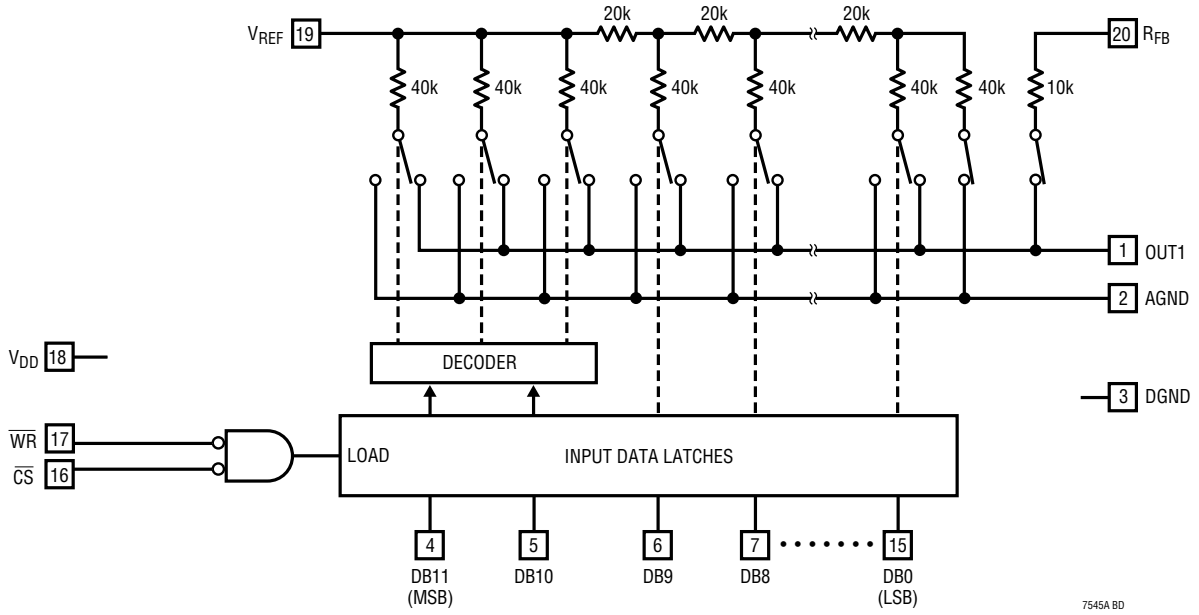 20k 20k 20k
VREF 19 20 RFB
40k 40k 40k 40k 40k 40k 40k 10k
1 OUT1
2 AGND
DECODER
VDD 18
3 DGND
WR 17
CS 16
LOAD INPUT DATA LATCHES
4 5 6 7 15
DB11 DB10 DB9 DB8 DB0
(MSB) (LSB)
7545A BD